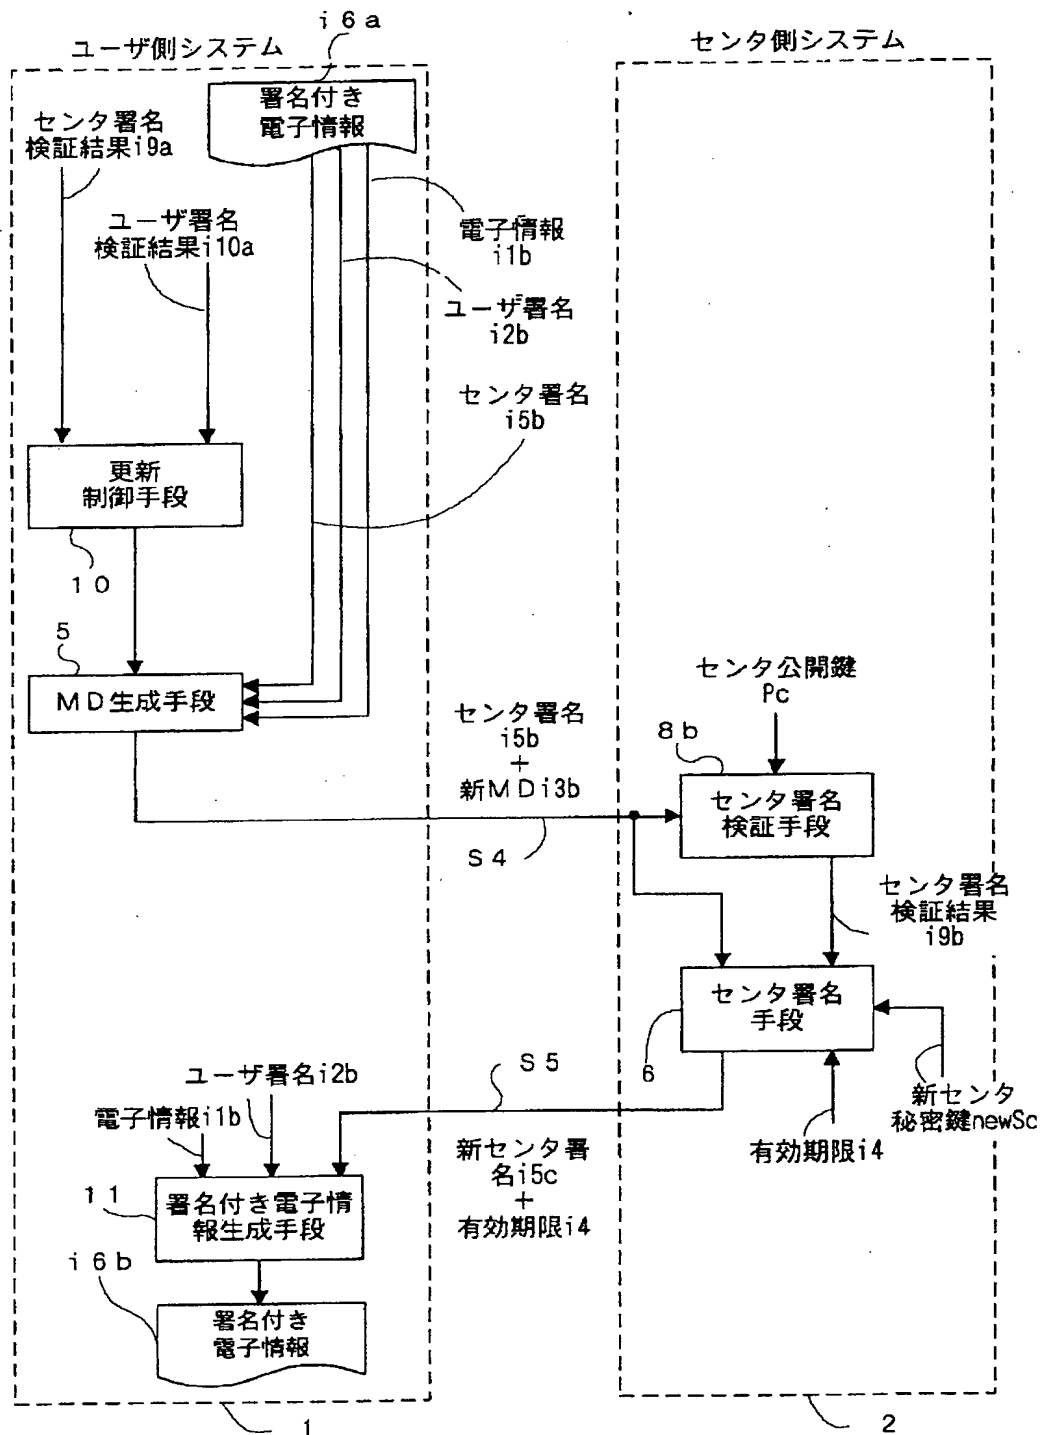 i6a
ユーザ側システム
センタ側システム
署名付き
電子情報
センタ署名
検証結果i9a
ユーザ署名
検証結果i10a
電子情報
i1b
ユーザ署名
i2b
センタ署名
i5b
更新
制御手段
10
5
MD生成手段
センタ公開鍵
Pc
センタ署名
i5b
+
新MDi3b
8b
センタ署名
検証手段
S4
センタ署名
検証結果
i9b
センタ署名
手段
6
S5
新センタ
秘密鍵newSc
有効期限i4
ユーザ署名i2b
電子情報i1b
新センタ署
名i5c
+
有効期限i4
11
署名付き電子情
報生成手段
i6b
署名付き
電子情報
1
2